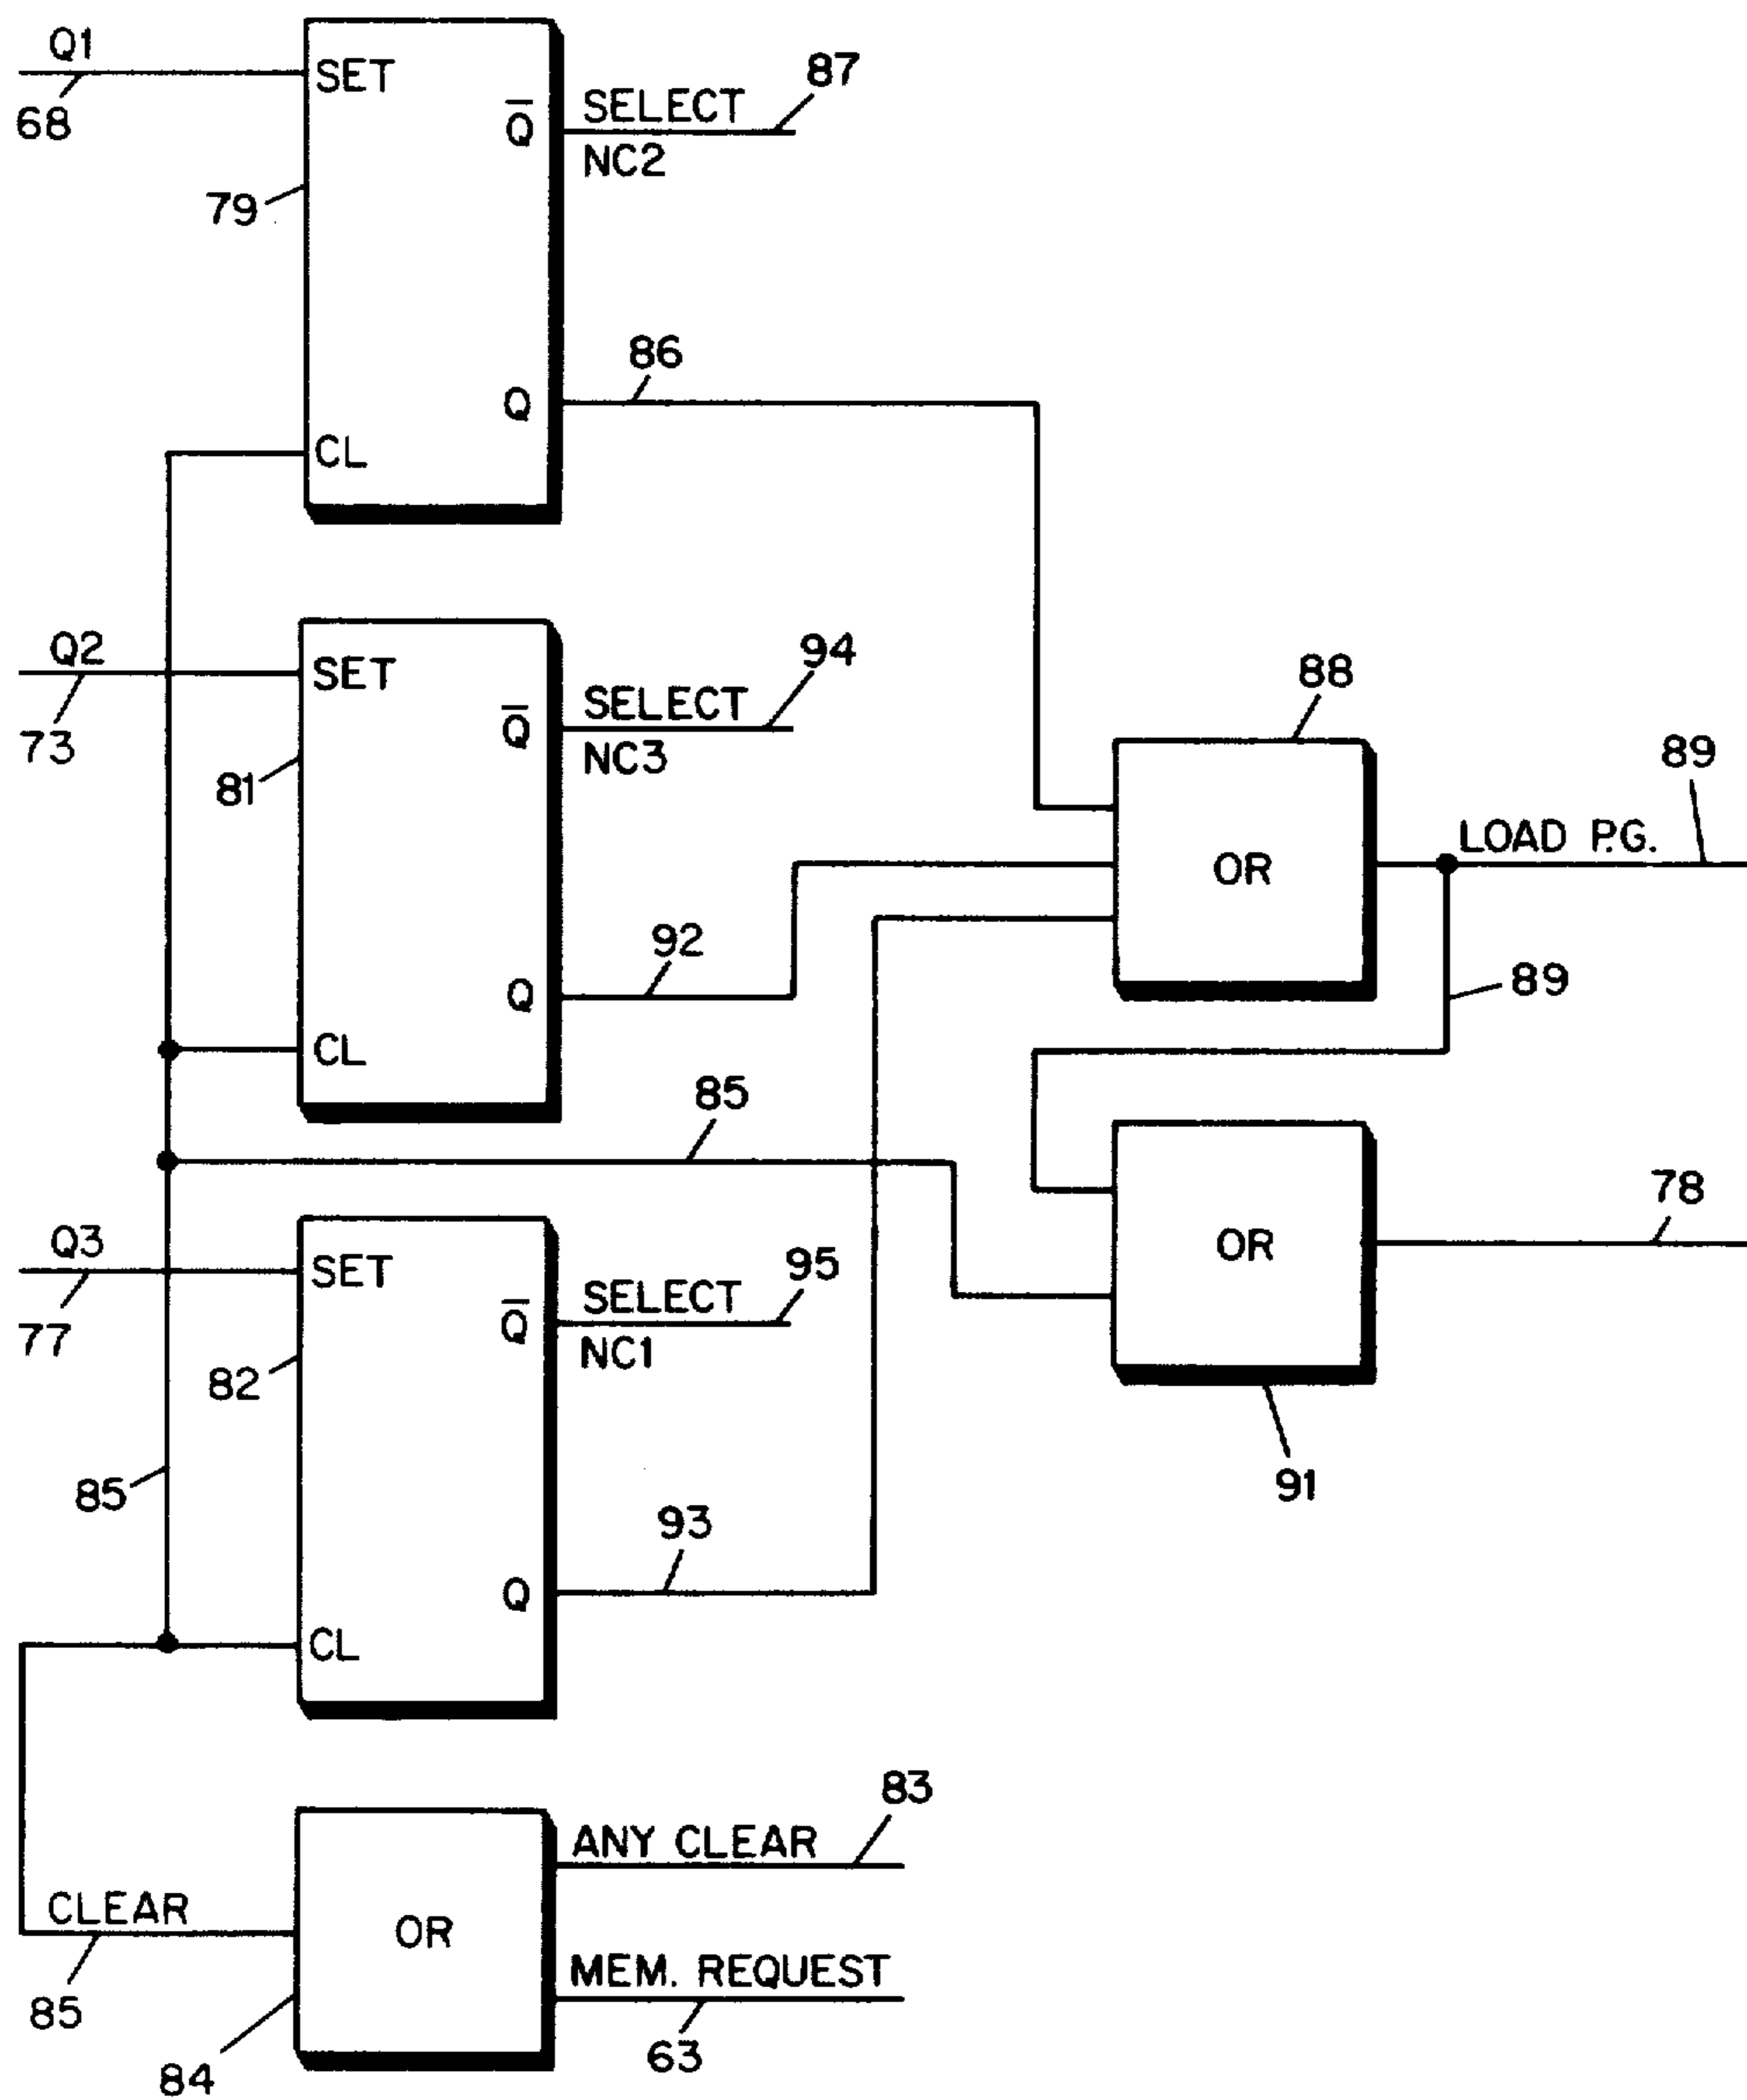 Q1
68
SET
Q̅
SELECT
NC2
87
79
86
Q
CL
Q2
73
SET
Q̅
SELECT
NC3
94
81
88
89
LOAD P.G.
OR
92
Q
89
CL
85
Q3
77
SET
Q̅
SELECT
NC1
95
78
OR
82
85
91
93
Q
CL
83
ANY CLEAR
CLEAR
OR
MEM. REQUEST
85
63
84